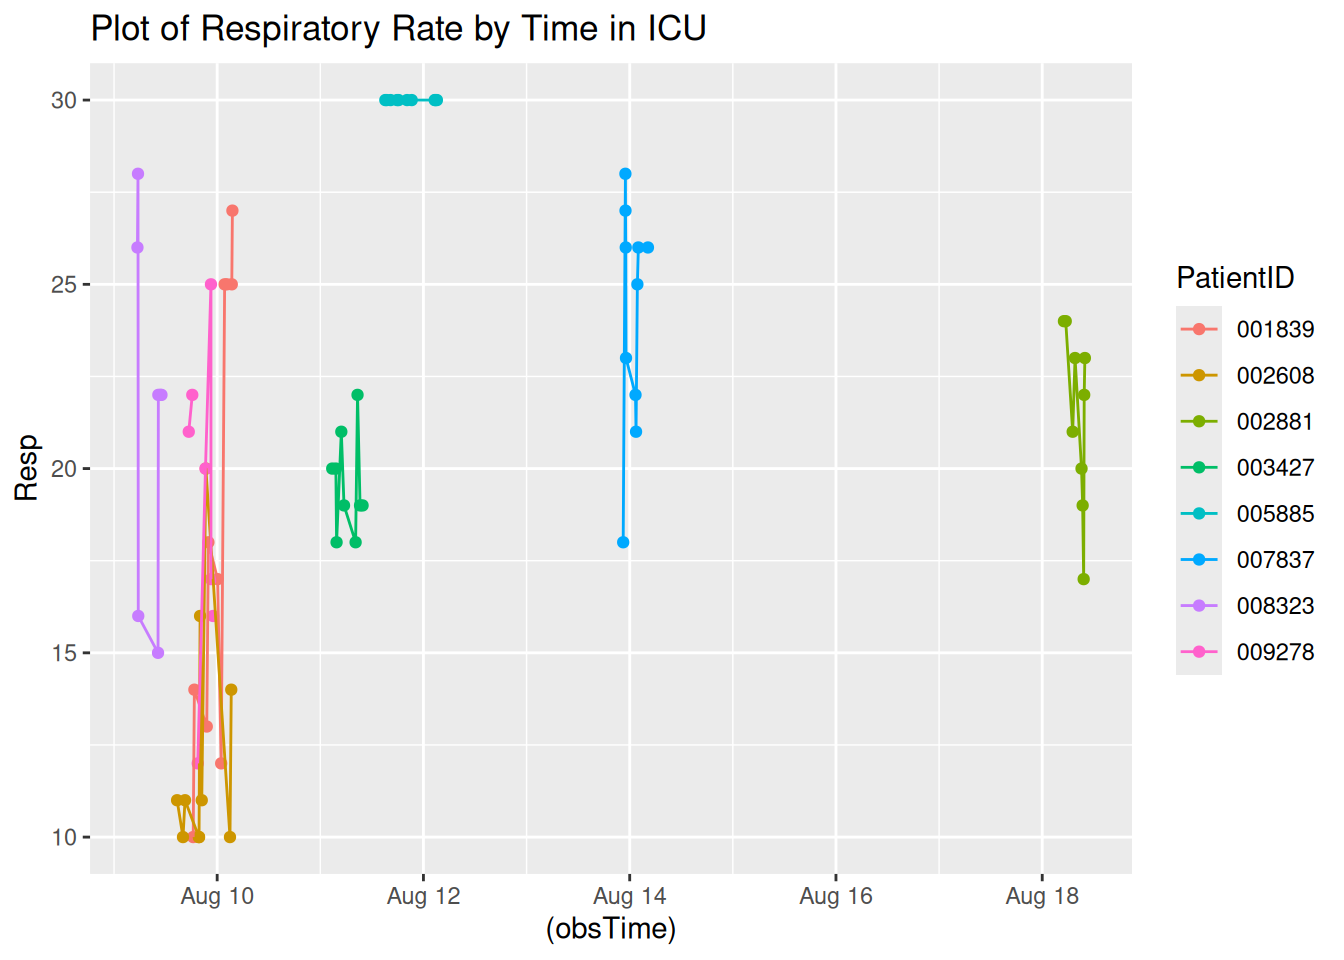 Plot of Respiratory Rate by Time in ICU
30
25
20
15
10
Resp
Aug 10 Aug 12 Aug 14 Aug 16 Aug 18
(obsTime)
PatientID
001839
002608
002881
003427
005885
007837
008323
009278